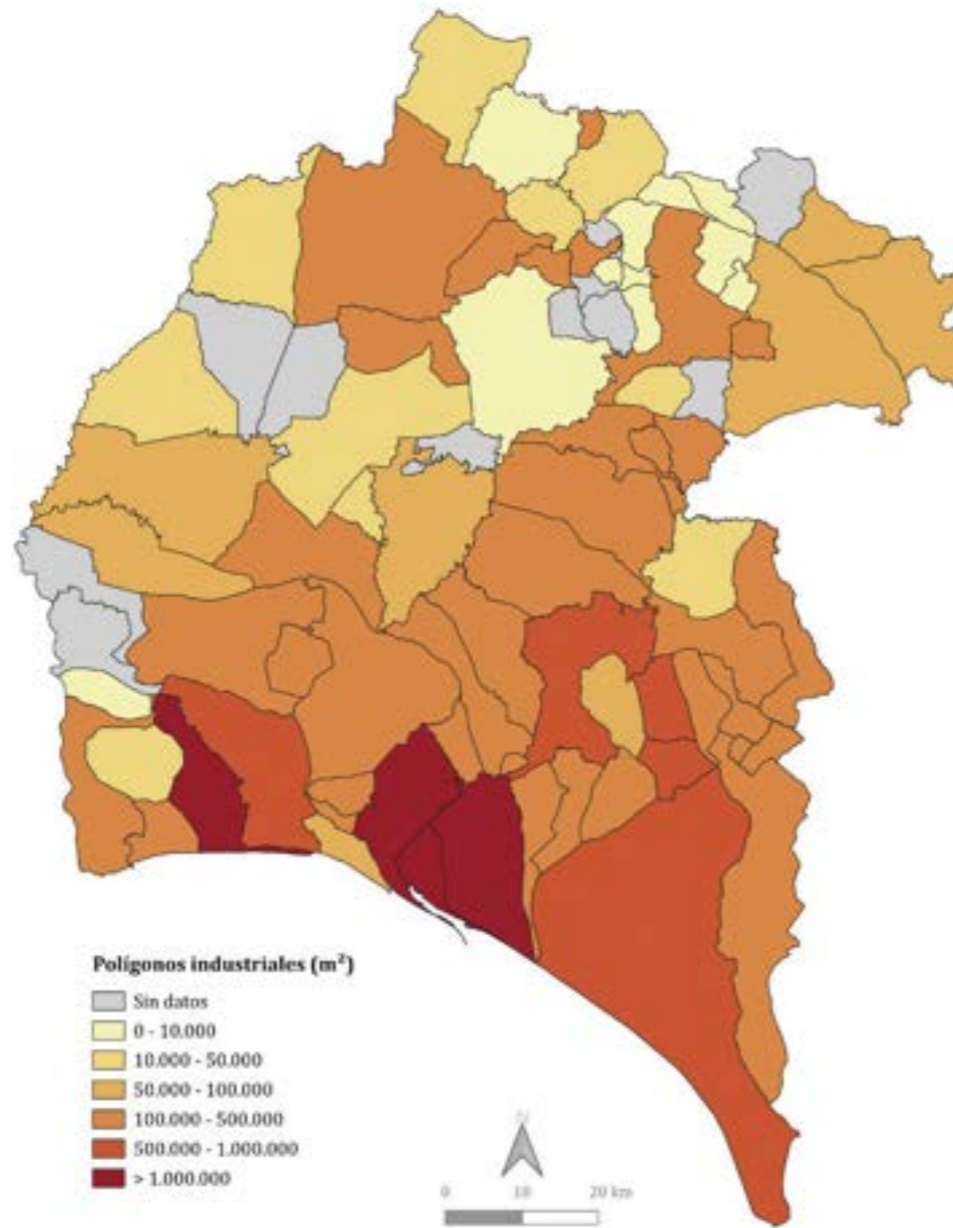 Polígonos industriales (m²)
Sin datos
0 - 10.000
10.000 - 50.000
50.000 - 100.000
100.000 - 500.000
500.000 - 1.000.000
> 1.000.000
N
0 10 20 km